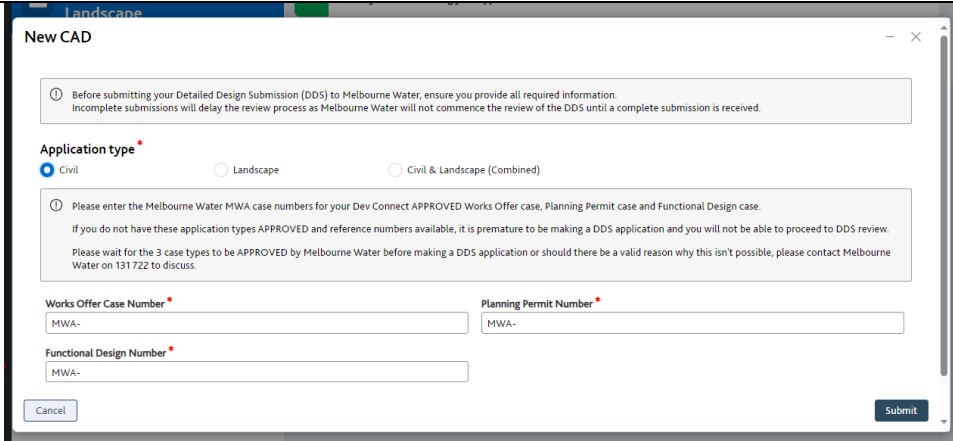 Landscape
New CAD
Before submitting your Detailed Design Submission (DDS) to Melbourne Water, ensure you provide all required information.
Incomplete submissions will delay the review process as Melbourne Water will not commence the review of the DDS until a complete submission is received.
Application type *
Civil
Landscape
Civil & Landscape (Combined)
Please enter the Melbourne Water MWA case numbers for your Dev Connect APPROVED Works Offer case, Planning Permit case and Functional Design case.
If you do not have these application types APPROVED and reference numbers available, it is premature to be making a DDS application and you will not be able to proceed to DDS review.
Please wait for the 3 case types to be APPROVED by Melbourne Water before making a DDS application or should there be a valid reason why this isn't possible, please contact Melbourne
Water on 131 722 to discuss.
Works Offer Case Number *
Planning Permit Number *
MWA-
MWA-
Functional Design Number *
MWA-
Cancel
Submit